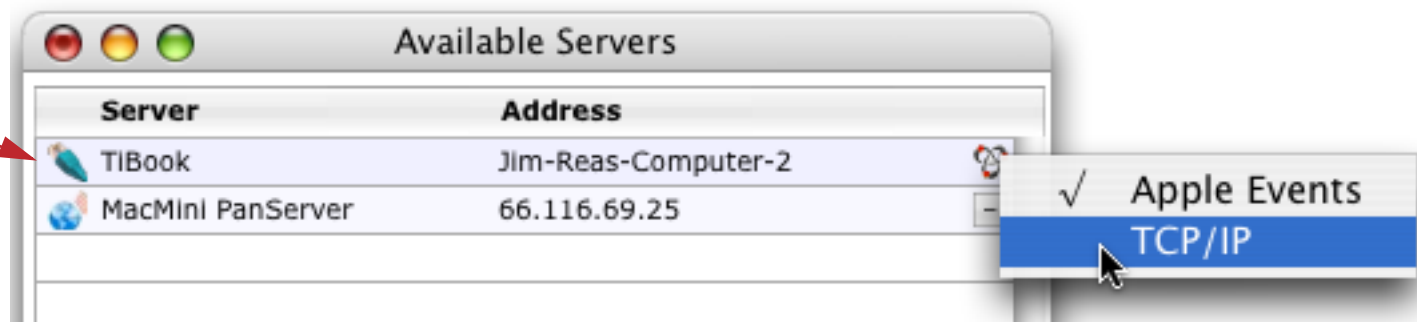 Available Servers
Server Address
TiBook Jim-Reas-Computer-2
√ Apple Events
MacMini PanServer 66.116.69.25
TCP/IP